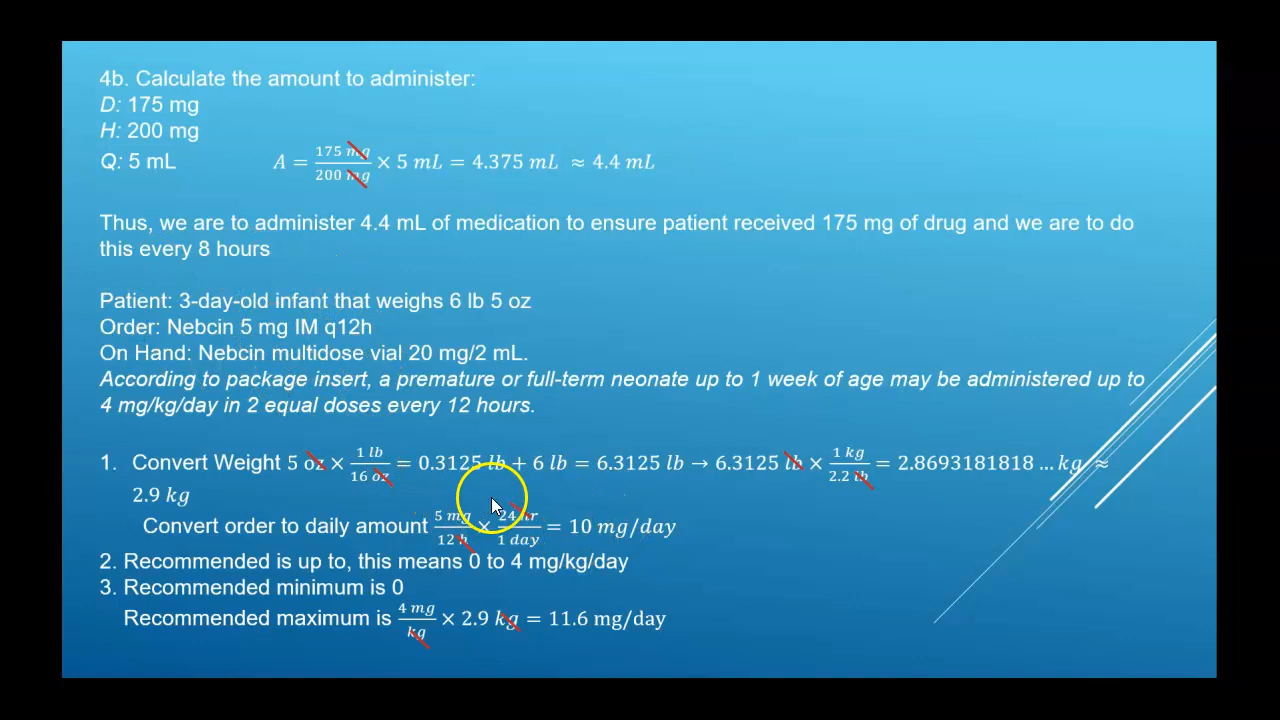 4b. Calculate the amount to administer:
D: 175 mg
H: 200 mg
Q: 5 mL A = 175 mg / 200 mg × 5 mL = 4.375 mL ≈ 4.4 mL
Thus, we are to administer 4.4 mL of medication to ensure patient received 175 mg of drug and we are to do
this every 8 hours
Patient: 3-day-old infant that weighs 6 lb 5 oz
Order: Nebcin 5 mg IM q12h
On Hand: Nebcin multidose vial 20 mg/2 mL.
According to package insert, a premature or full-term neonate up to 1 week of age may be administered up to
4 mg/kg/day in 2 equal doses every 12 hours.
1. Convert Weight 5 oz × 1 lb / 16 oz = 0.3125 lb + 6 lb = 6.3125 lb → 6.3125 lb × 1 kg / 2.2 lb = 2.8693181818 ... kg ≈
2.9 kg
Convert order to daily amount 5 mg / 12 h × 24 hr / 1 day = 10 mg/day
2. Recommended is up to, this means 0 to 4 mg/kg/day
3. Recommended minimum is 0
Recommended maximum is 4 mg / kg × 2.9 kg = 11.6 mg/day